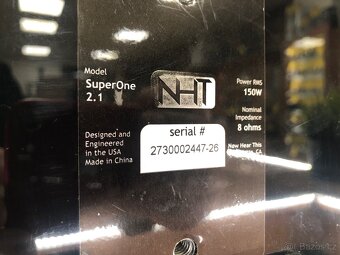 Model
SuperOne
2.1
NHT
Power RMS
150W
Nominal
Impedance
8 ohms
Designed and
Engineered
in the USA
Made in China
serial #
2730002447-26
New Hear This